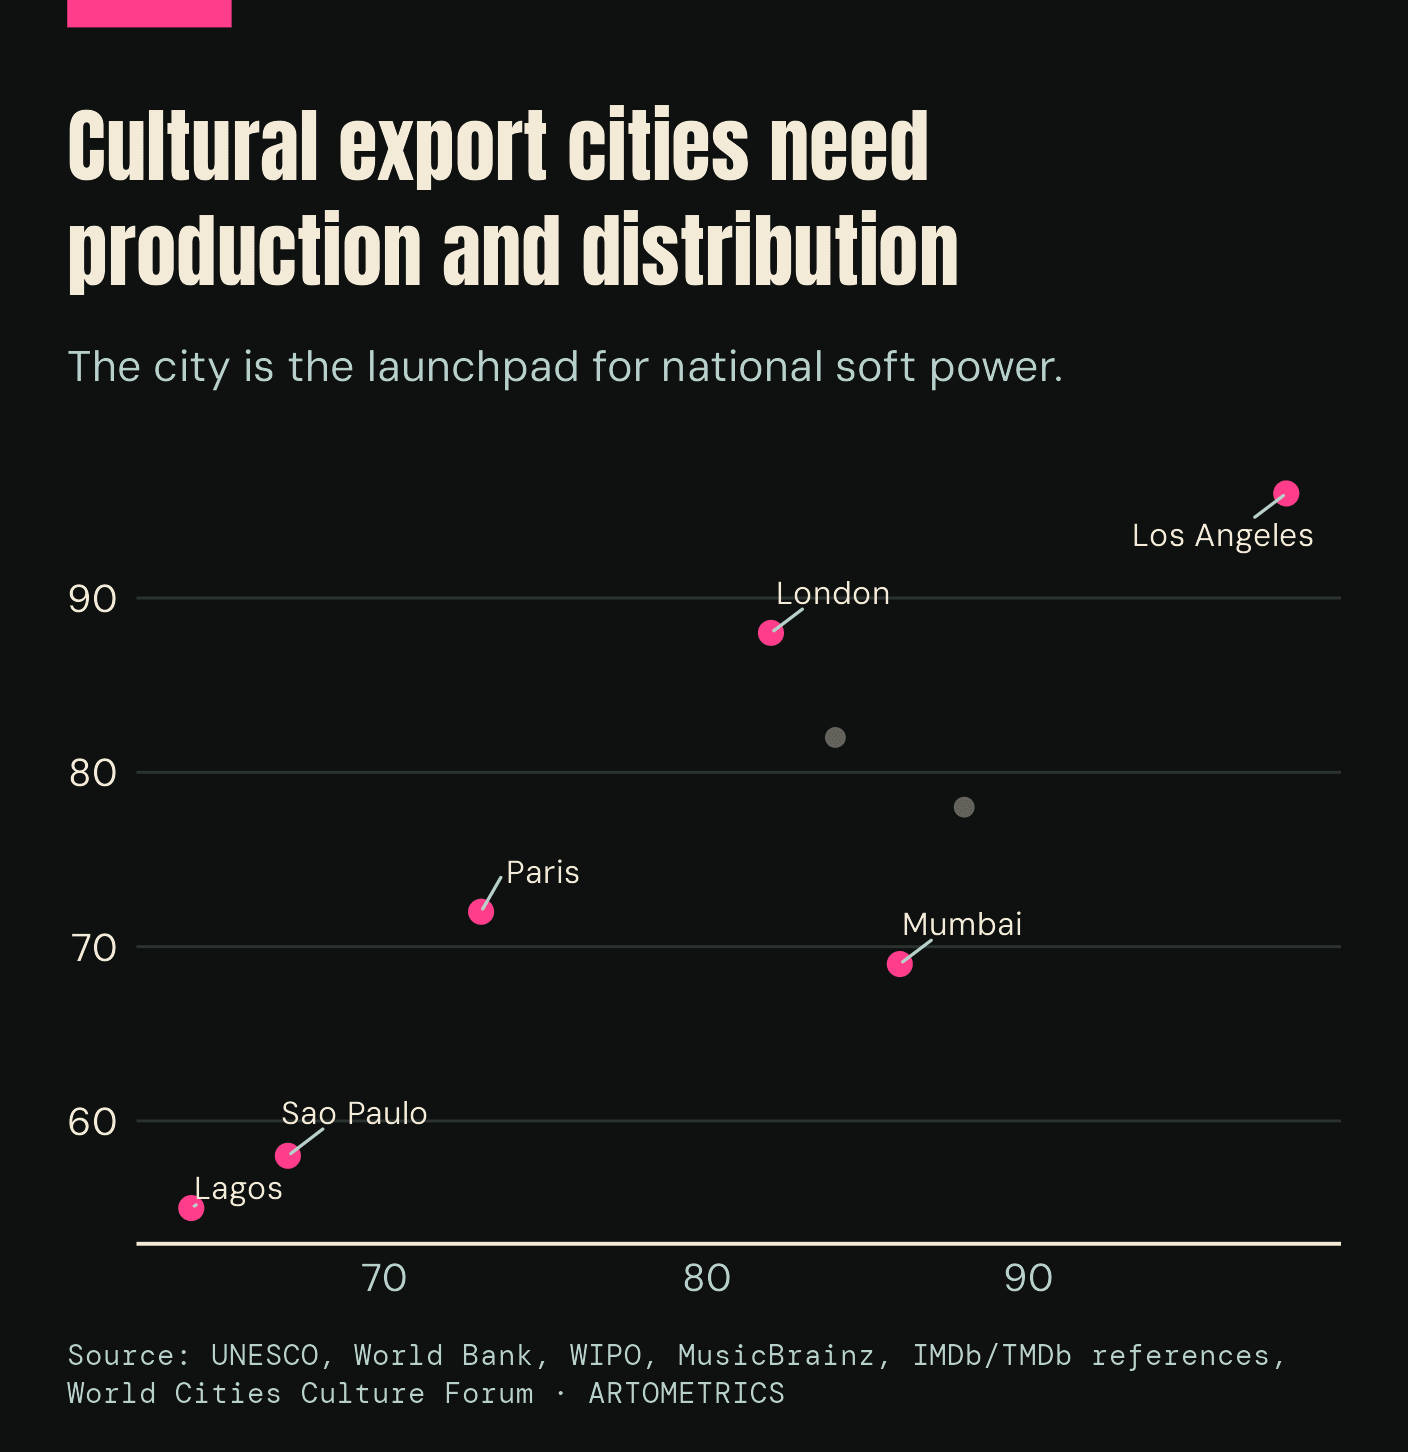 Cultural export cities need
production and distribution
The city is the launchpad for national soft power.
Los Angeles
London
90
80
Paris
Mumbai
70
Sao Paulo
60
Lagos
70 80 90
Source: UNESCO, World Bank, WIPO, MusicBrainz, IMDb/TMDb references,
World Cities Culture Forum · ARTOMETRICS